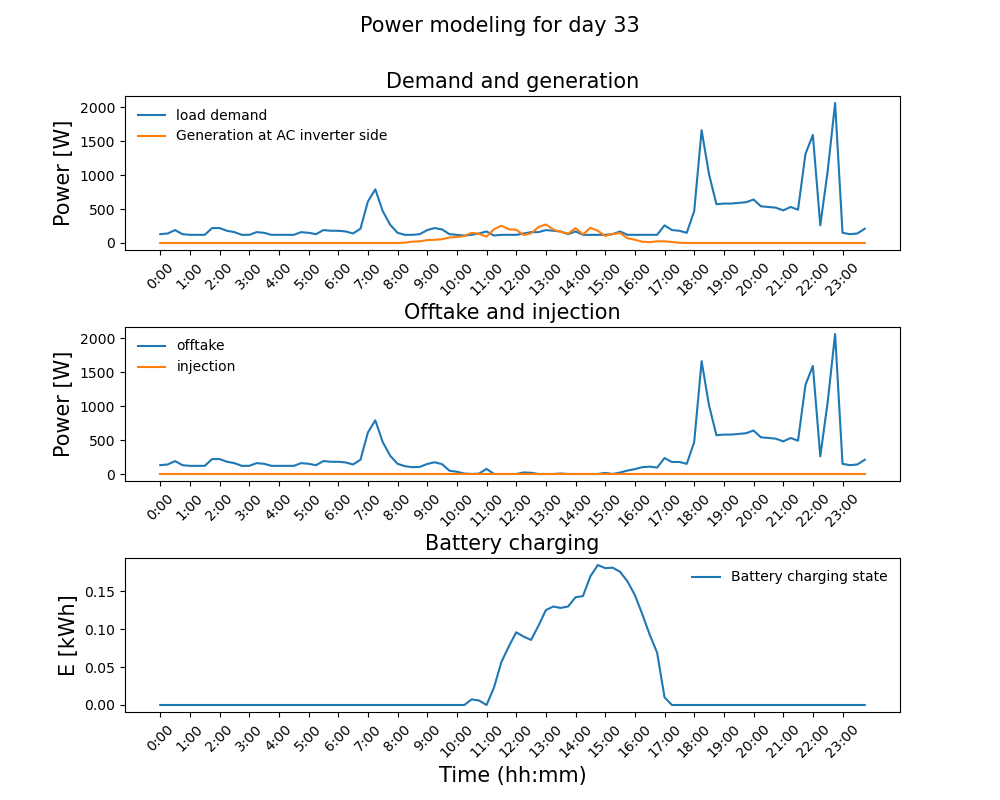 Power modeling for day 33
Demand and generation
Power [W]
2000
1500
1000
500
0
load demand
Generation at AC inverter side
0:00 1:00 2:00 3:00 4:00 5:00 6:00 7:00 8:00 9:00 10:00 11:00 12:00 13:00 14:00 15:00 16:00 17:00 18:00 19:00 20:00 21:00 22:00 23:00
Offtake and injection
Power [W]
2000
1500
1000
500
0
offtake
injection
0:00 1:00 2:00 3:00 4:00 5:00 6:00 7:00 8:00 9:00 10:00 11:00 12:00 13:00 14:00 15:00 16:00 17:00 18:00 19:00 20:00 21:00 22:00 23:00
Battery charging
E [kWh]
0.15
0.10
0.05
0.00
Battery charging state
0:00 1:00 2:00 3:00 4:00 5:00 6:00 7:00 8:00 9:00 10:00 11:00 12:00 13:00 14:00 15:00 16:00 17:00 18:00 19:00 20:00 21:00 22:00 23:00
Time (hh:mm)